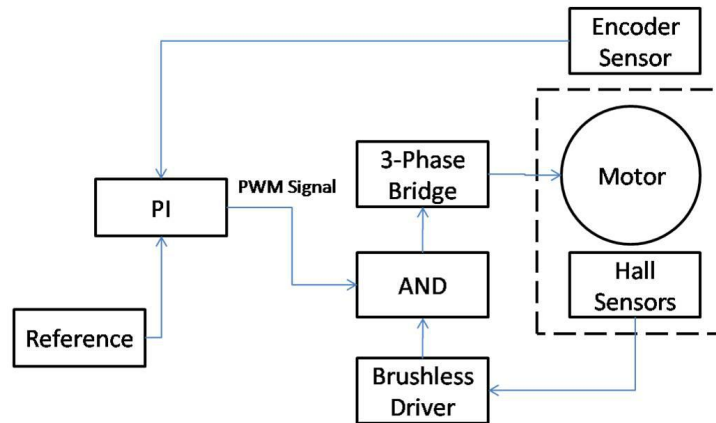 Encoder
Sensor
3-Phase
Bridge
Motor
PWM Signal
PI
AND
Hall
Sensors
Reference
Brushless
Driver